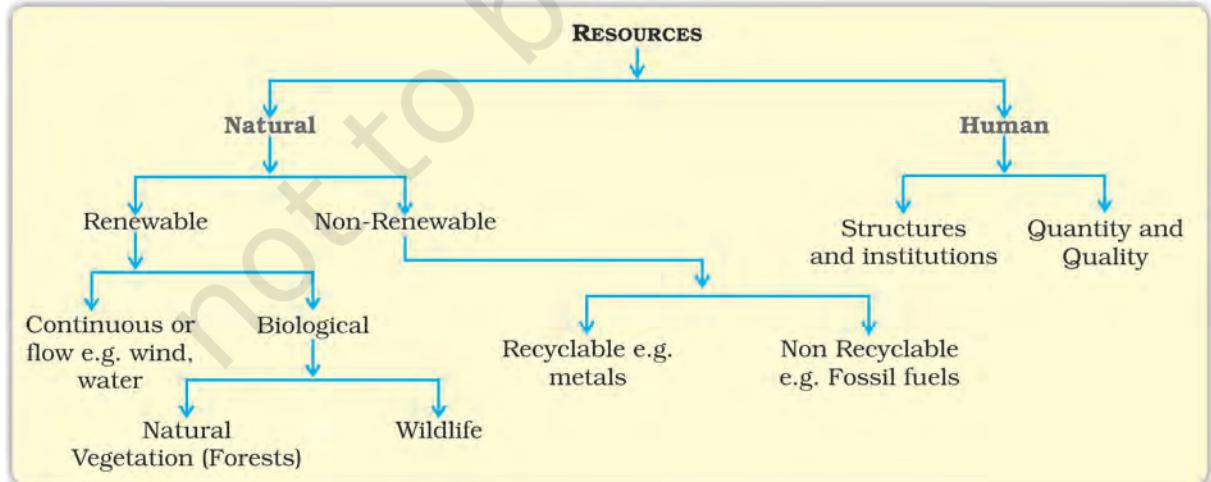 RESOURCES
Natural
Human
Renewable
Non-Renewable
Structures
and institutions
Quantity and
Quality
Continuous or
flow e.g. wind,
water
Biological
Recyclable e.g.
metals
Non Recyclable
e.g. Fossil fuels
Natural
Vegetation (Forests)
Wildlife
not to b